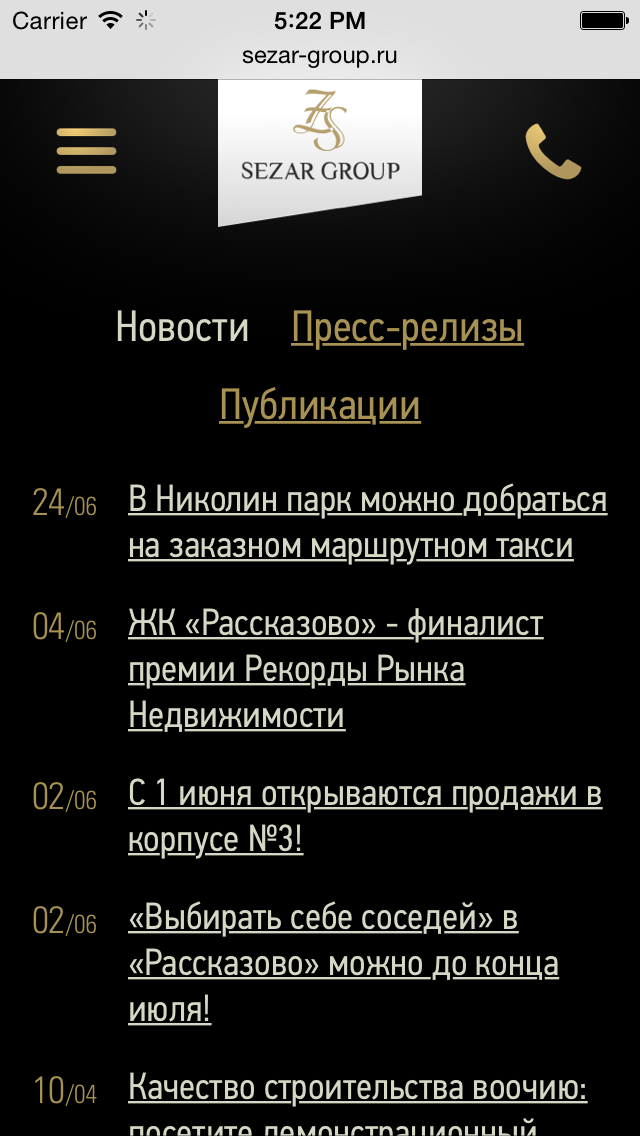 Carrier 5:22 PM
sezar-group.ru
SEZAR GROUP
Новости Пресс-релизы
Публикации
24/06 В Николин парк можно добраться
на заказном маршрутном такси
04/06 ЖК «Рассказово» - финалист
премии Рекорды Рынка
Недвижимости
02/06 С 1 июня открываются продажи в
корпусе №3!
02/06 «Выбирать себе соседей» в
«Рассказово» можно до конца
июля!
10/04 Качество строительства воочию:
посетите демонстрационный